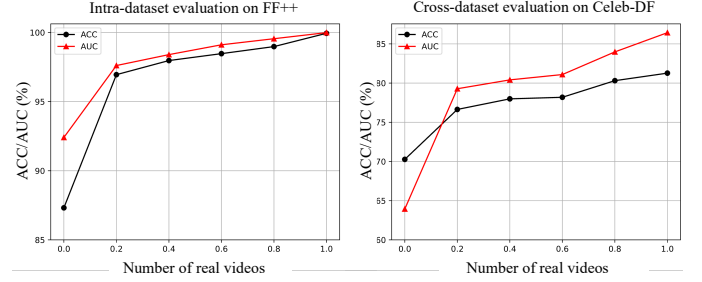 Intra-dataset evaluation on FF++
ACC
AUC
100
95
90
85
ACC/AUC (%)
0.0 0.2 0.4 0.6 0.8 1.0
Number of real videos
Cross-dataset evaluation on Celeb-DF
ACC
AUC
85
80
75
70
65
60
ACC/AUC (%)
0.0 0.2 0.4 0.6 0.8 1.0
Number of real videos